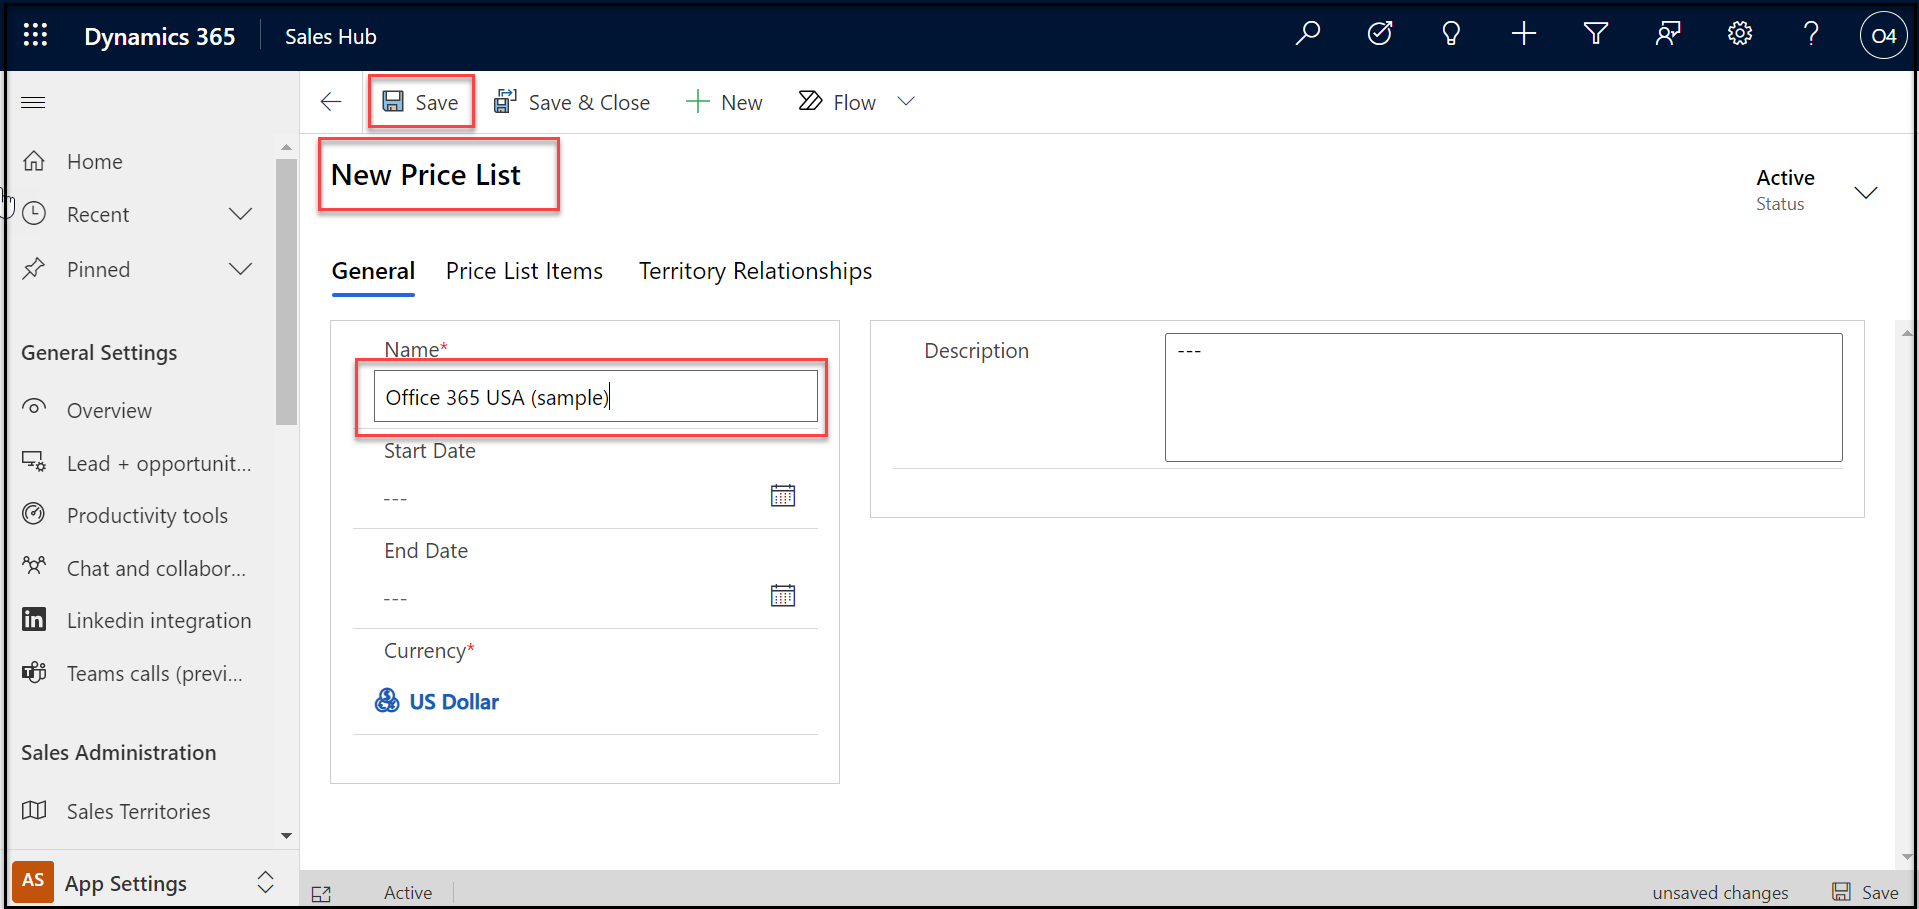 Dynamics 365
Sales Hub
O4
Save
Save & Close
New
Flow
Home
Recent
Pinned
General Settings
Overview
Lead + opportunit...
Productivity tools
Chat and collabor...
Linkedin integration
Teams calls (previ...
Sales Administration
Sales Territories
AS
App Settings
New Price List
Active
Status
General
Price List Items
Territory Relationships
Name*
Office 365 USA (sample)
Start Date
---
End Date
---
Currency*
US Dollar
Description
---
Active
unsaved changes
Save